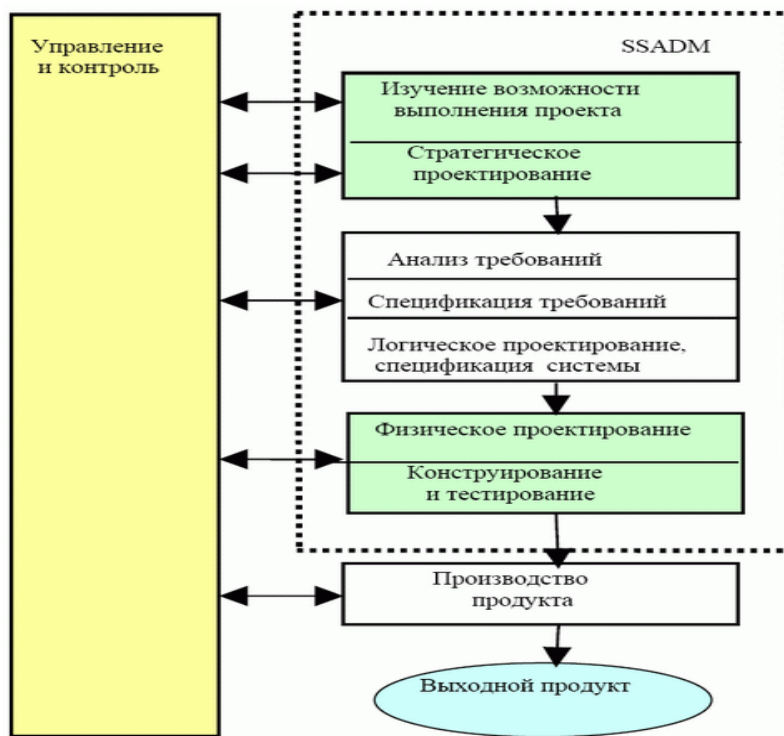 Управление
и контроль
SSADM
Изучение возможности
выполнения проекта
Стратегическое
проектирование
Анализ требований
Спецификация требований
Логическое проектирование,
спецификация системы
Физическое проектирование
Конструирование
и тестирование
Производство
продукта
Выходной продукт